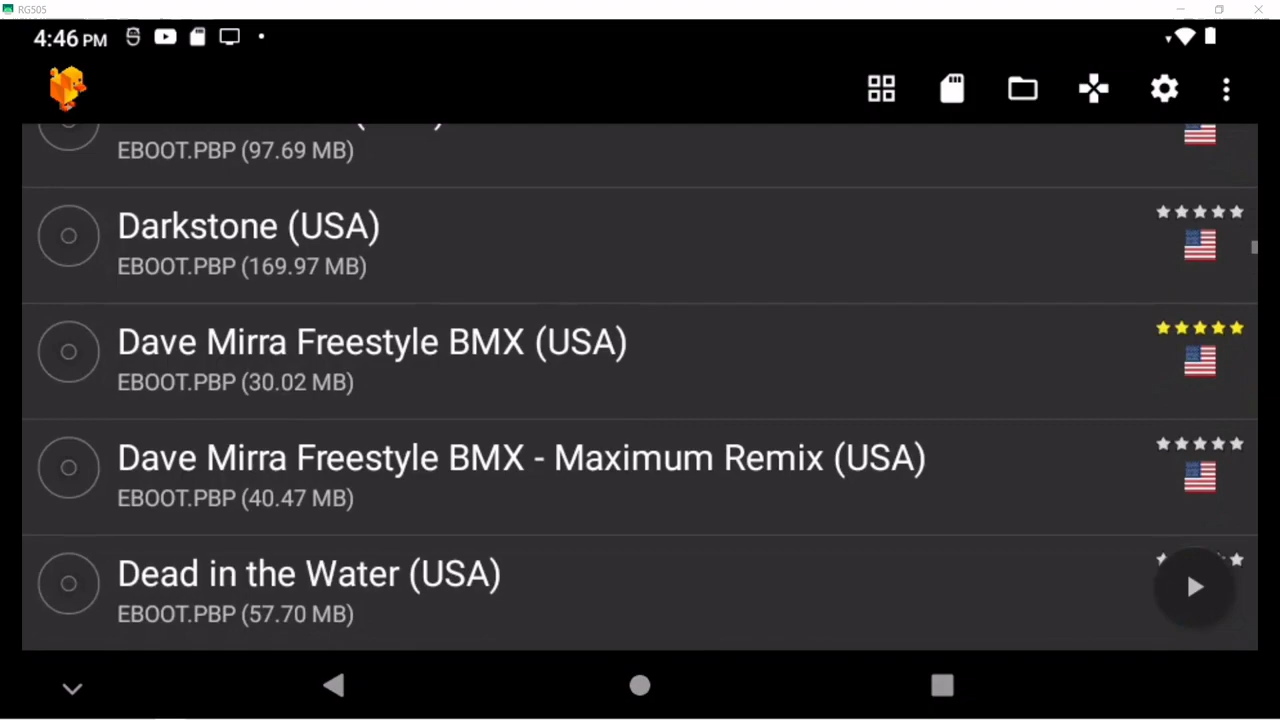 RG505
4:46 PM
EBOOT.PBP (97.69 MB)
Darkstone (USA)
EBOOT.PBP (169.97 MB)
Dave Mirra Freestyle BMX (USA)
EBOOT.PBP (30.02 MB)
Dave Mirra Freestyle BMX - Maximum Remix (USA)
EBOOT.PBP (40.47 MB)
Dead in the Water (USA)
EBOOT.PBP (57.70 MB)